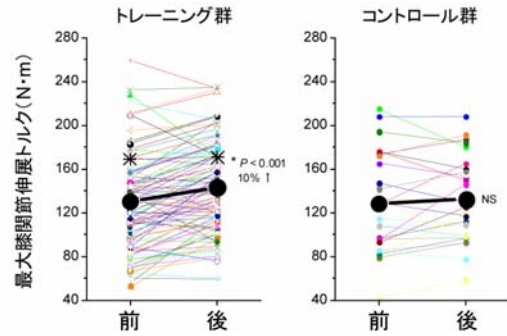 トレーニング群
コントロール群
最大膝関節伸展トルク(N・m)
280
240
200
160
120
80
40
* P < 0.001
10% ↑
前
後
280
240
200
160
120
80
40
NS
前
後